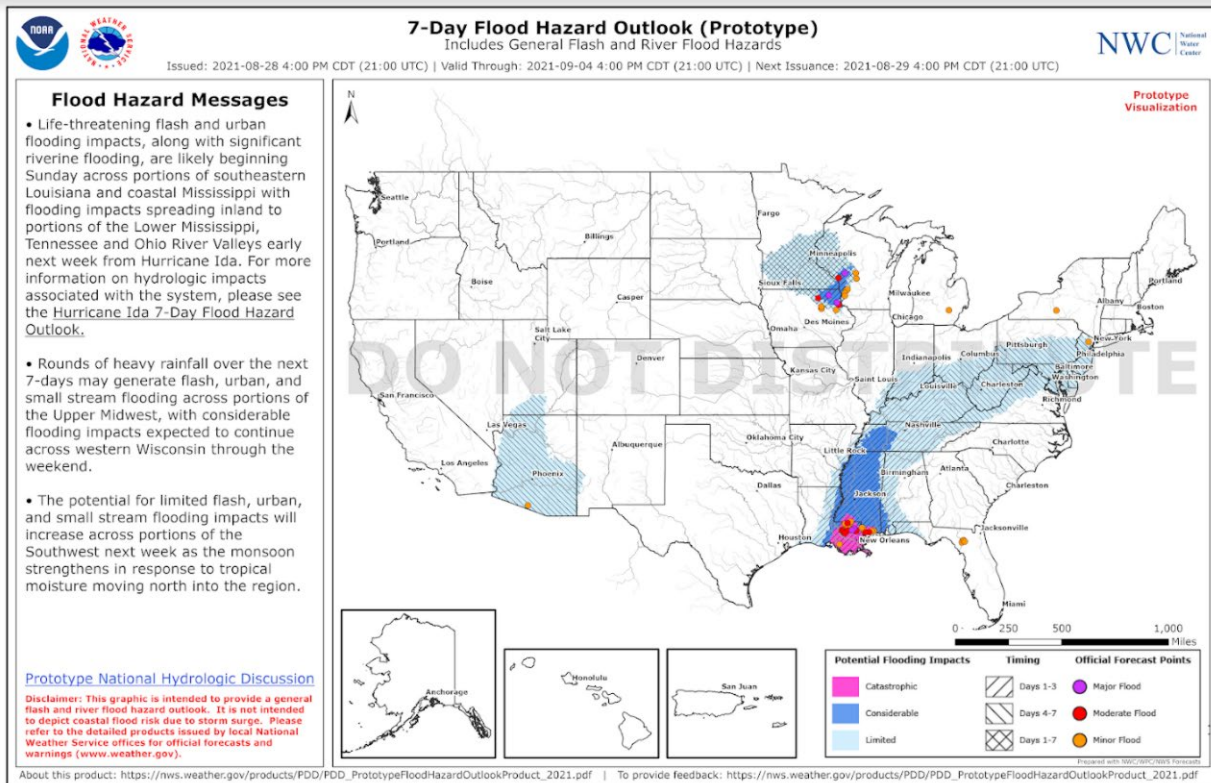 NOAA
NATIONAL WEATHER SERVICE
7-Day Flood Hazard Outlook (Prototype)
Includes General Flash and River Flood Hazards
Issued: 2021-08-28 4:00 PM CDT (21:00 UTC) | Valid Through: 2021-09-04 4:00 PM CDT (21:00 UTC) | Next Issuance: 2021-08-29 4:00 PM CDT (21:00 UTC)
NWC
National
Water
Center
Flood Hazard Messages
• Life-threatening flash and urban
flooding impacts, along with significant
riverine flooding, are likely beginning
Sunday across portions of southeastern
Louisiana and coastal Mississippi with
flooding impacts spreading inland to
portions of the Lower Mississippi,
Tennessee and Ohio River Valleys early
next week from Hurricane Ida. For more
information on hydrologic impacts
associated with the system, please see
the Hurricane Ida 7-Day Flood Hazard
Outlook.
• Rounds of heavy rainfall over the next
7-days may generate flash, urban, and
small stream flooding across portions of
the Upper Midwest, with considerable
flooding impacts expected to continue
across western Wisconsin through the
weekend.
• The potential for limited flash, urban,
and small stream flooding impacts will
increase across portions of the
Southwest next week as the monsoon
strengthens in response to tropical
moisture moving north into the region.
Prototype National Hydrologic Discussion
Disclaimer: This graphic is intended to provide a general
flash and river flood hazard outlook. It is not intended
to depict coastal flood risk due to storm surge. Please
refer to the detailed products issued by local National
Weather Service offices for official forecasts and
warnings (www.weather.gov).
N
Prototype
Visualization
Seattle
Portland
Billings
Fargo
Minneapolis
Boise
Sioux Falls
Milwaukee
Portland
Albany
Boston
Casper
Omaha
Des Moines
Chicago
New York
Salt Lake
City
Pittsburgh
Philadelphia
Denver
Indianapolis
Columbus
Baltimore
Washington
Kansas City
Saint Louis
Louisville
Charleston
Richmond
San Francisco
Las Vegas
Nashville
Albuquerque
Oklahoma City
Little Rock
Charlotte
Los Angeles
Phoenix
Birmingham
Atlanta
Dallas
Jackson
Charleston
Houston
New Orleans
Jacksonville
Miami
DO NOT DISTRIBUTE
0
250
500
1,000
Miles
Anchorage
Honolulu
San Juan
Potential Flooding Impacts
Timing
Official Forecast Points
Catastrophic
Days 1-3
Major Flood
Considerable
Days 4-7
Moderate Flood
Limited
Days 1-7
Minor Flood
Prepared with NWC/WPC/NWS Forecasts
About this product: https://nws.weather.gov/products/PDD/PDD_PrototypeFloodHazardOutlookProduct_2021.pdf | To provide feedback: https://nws.weather.gov/products/PDD/PDD_PrototypeFloodHazardOutlookProduct_2021.pdf